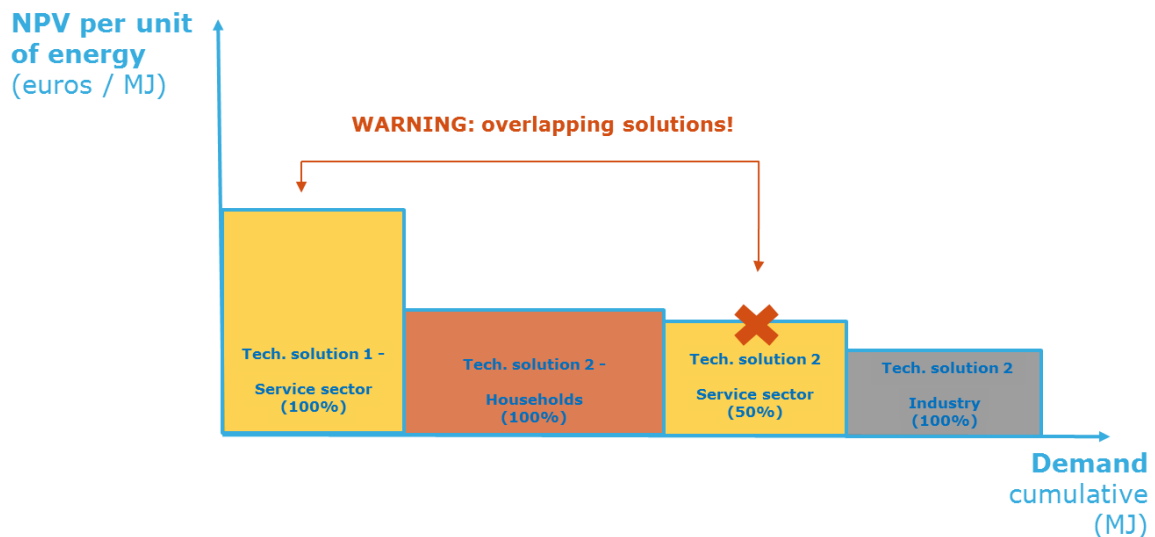 NPV per unit
of energy
(euros / MJ)
WARNING: overlapping solutions!
Tech. solution 1 -
Service sector
(100%)
Tech. solution 2 -
Households
(100%)
Tech. solution 2
Service sector
(50%)
Tech. solution 2
Industry
(100%)
Demand
cumulative
(MJ)